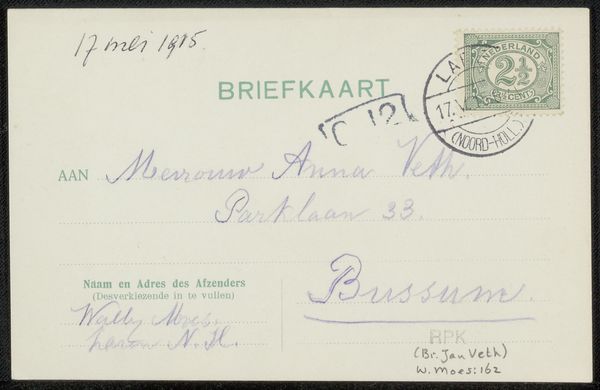 17 mei 1915.
NEDERLAND
2½
CENT
LAR
17.V
(NOORD-HOLL.)
BRIEFKAART
AAN Mevrouw Anna Veth.
Parklaan 33.
Bussum.
Naam en Adres des Afzenders
(Desverkiezende in te vullen)
Wally Moes.
Laren N. H.
RPK
(Br. Jan Veth)
W. Moes: 162